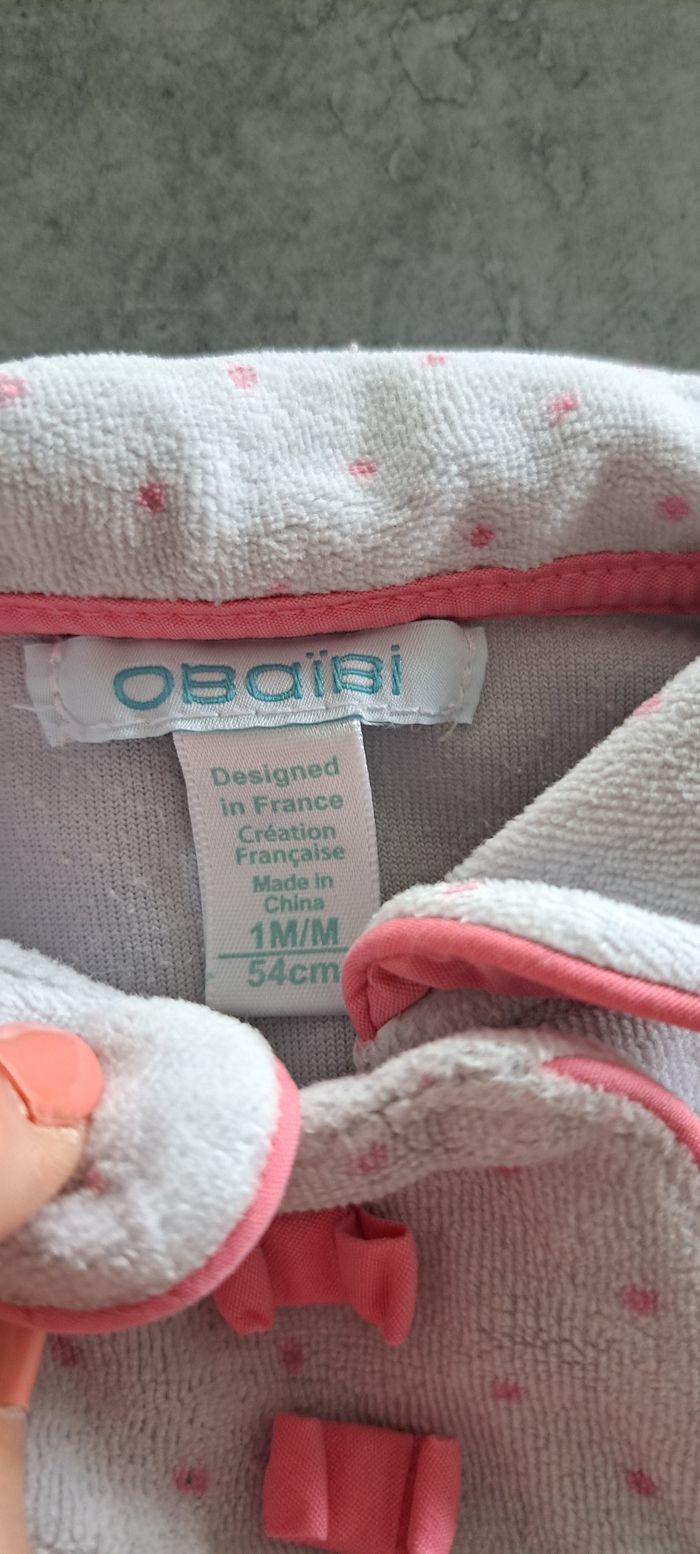 OBaïBi
Designed
in France
Création
Française
Made in
China
1M/M
54cm